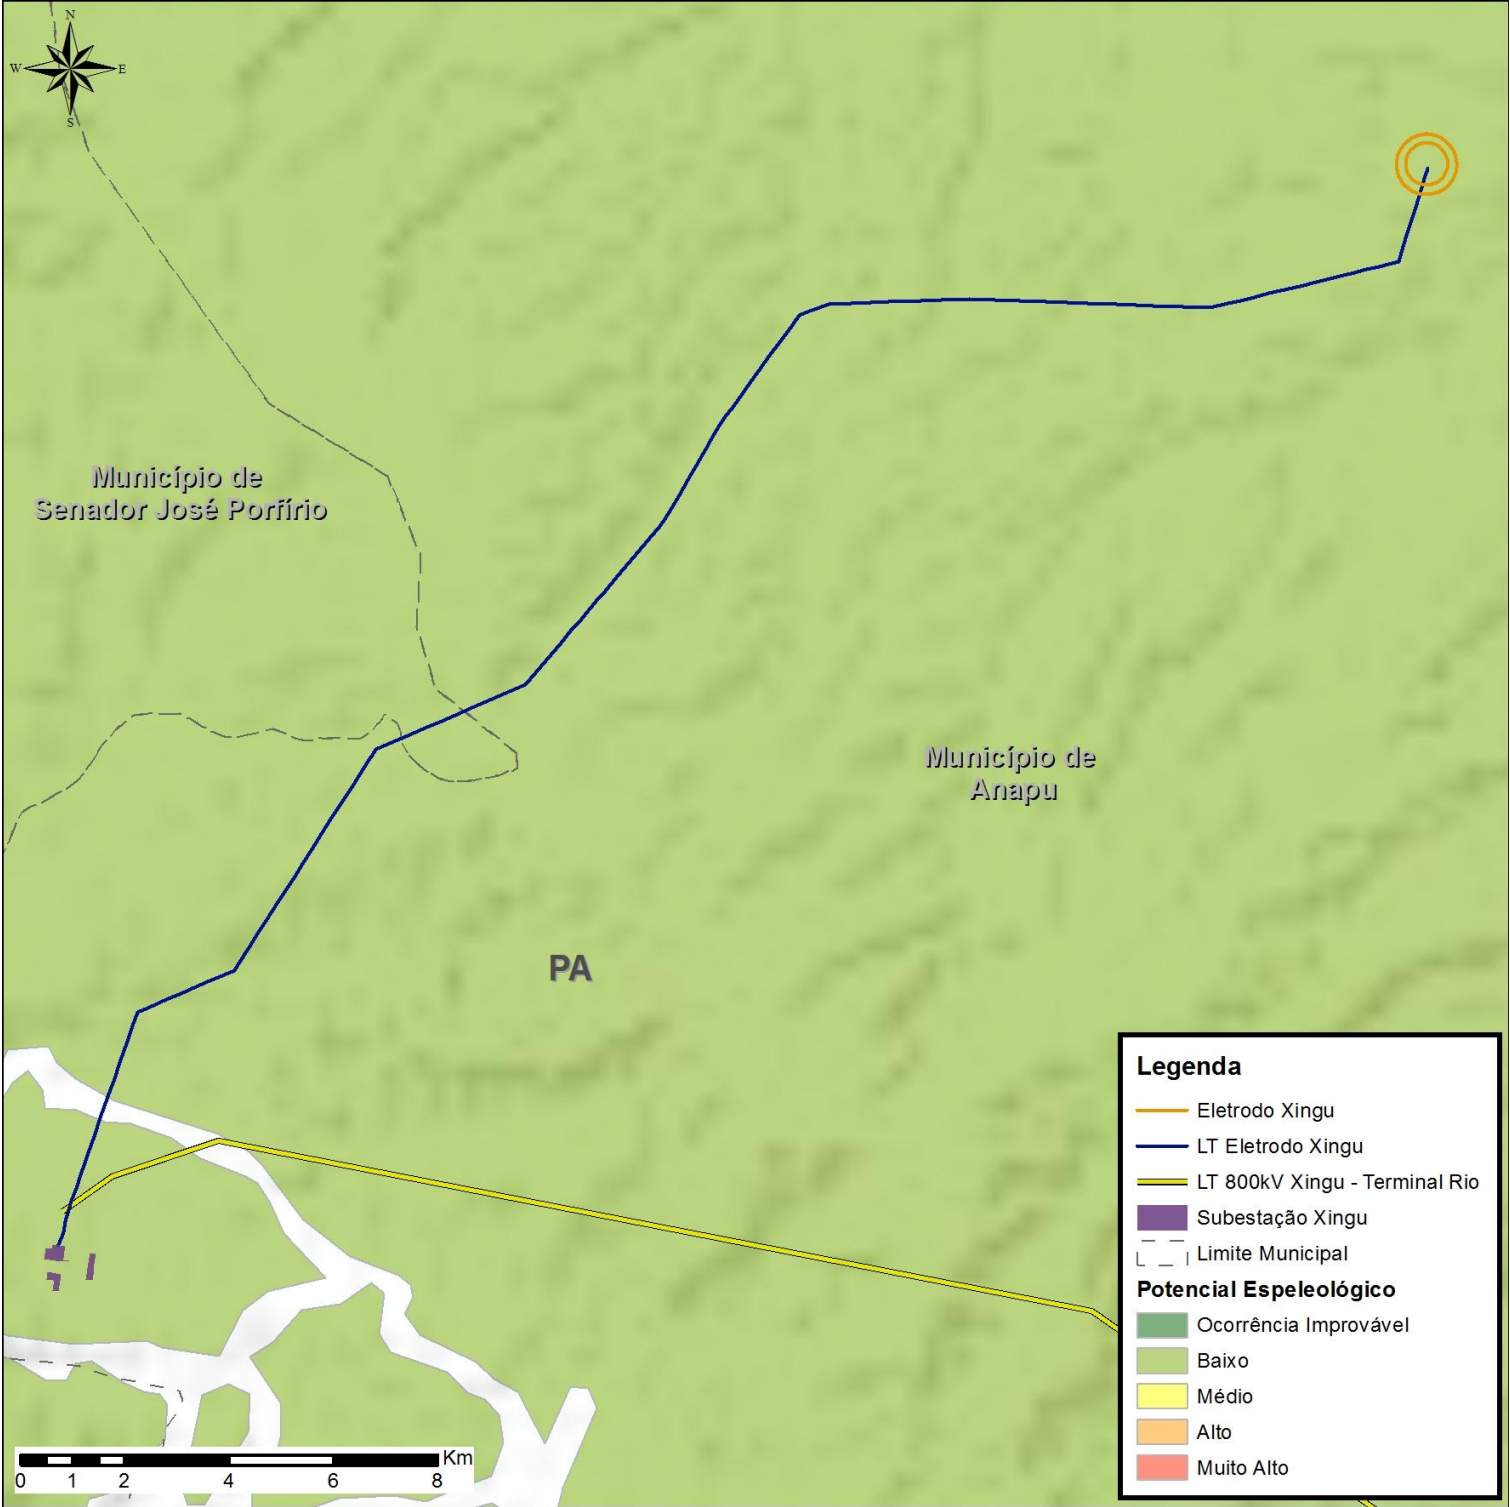 N
W E
S
Município de
Senador José Porfírio
Município de
Anapu
PA
Legenda
Eletrodo Xingu
LT Eletrodo Xingu
LT 800kV Xingu - Terminal Rio
Subestação Xingu
Limite Municipal
Potencial Espeleológico
Ocorrência Improvável
Baixo
Médio
Alto
Muito Alto
Km
0 1 2 4 6 8